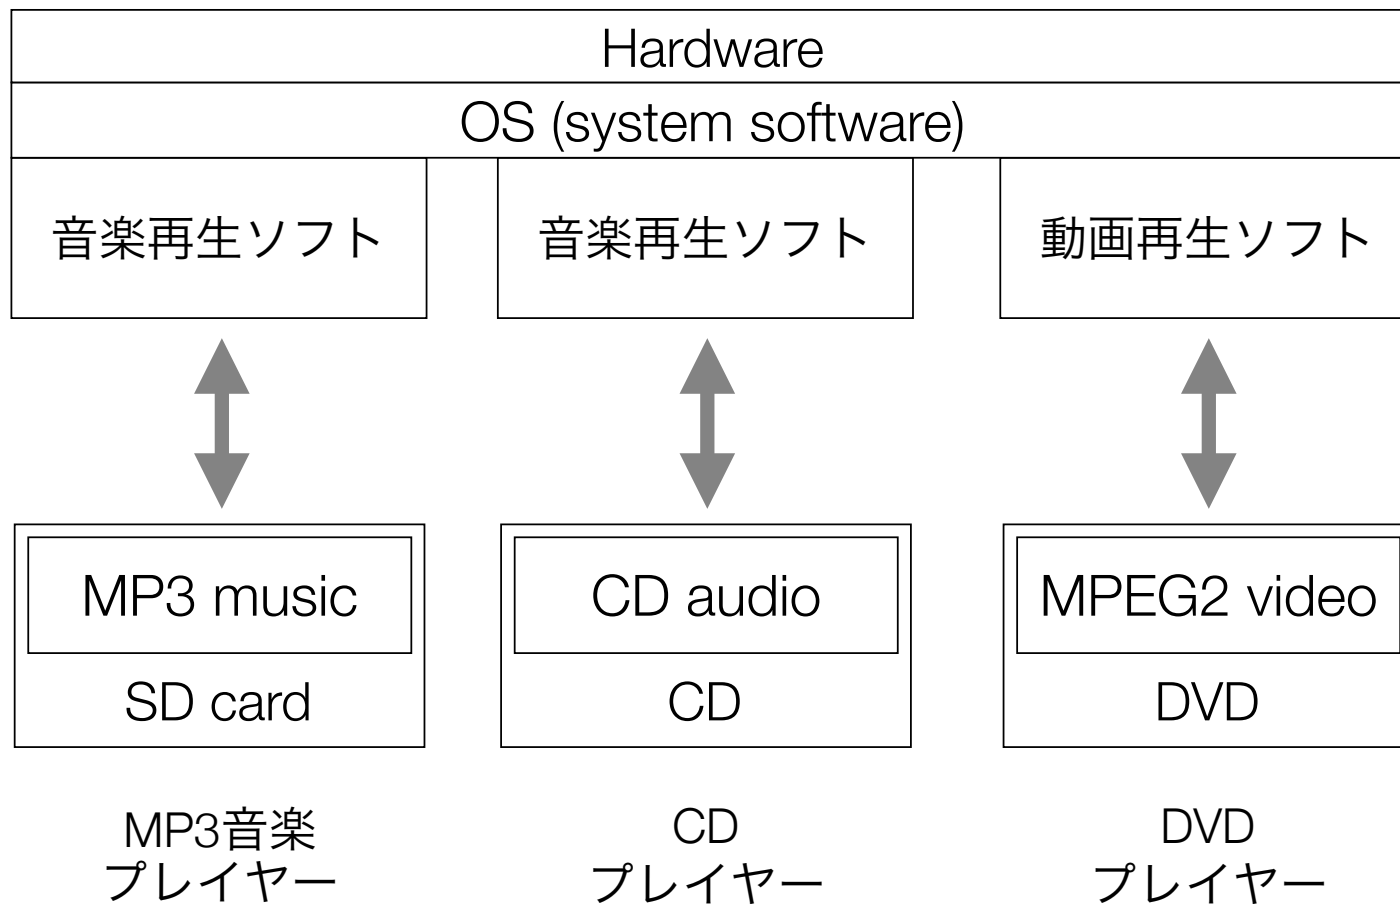 Hardware
OS (system software)
音楽再生ソフト
音楽再生ソフト
動画再生ソフト
MP3 music
CD audio
MPEG2 video
SD card
CD
DVD
MP3音楽
プレイヤー
CD
プレイヤー
DVD
プレイヤー